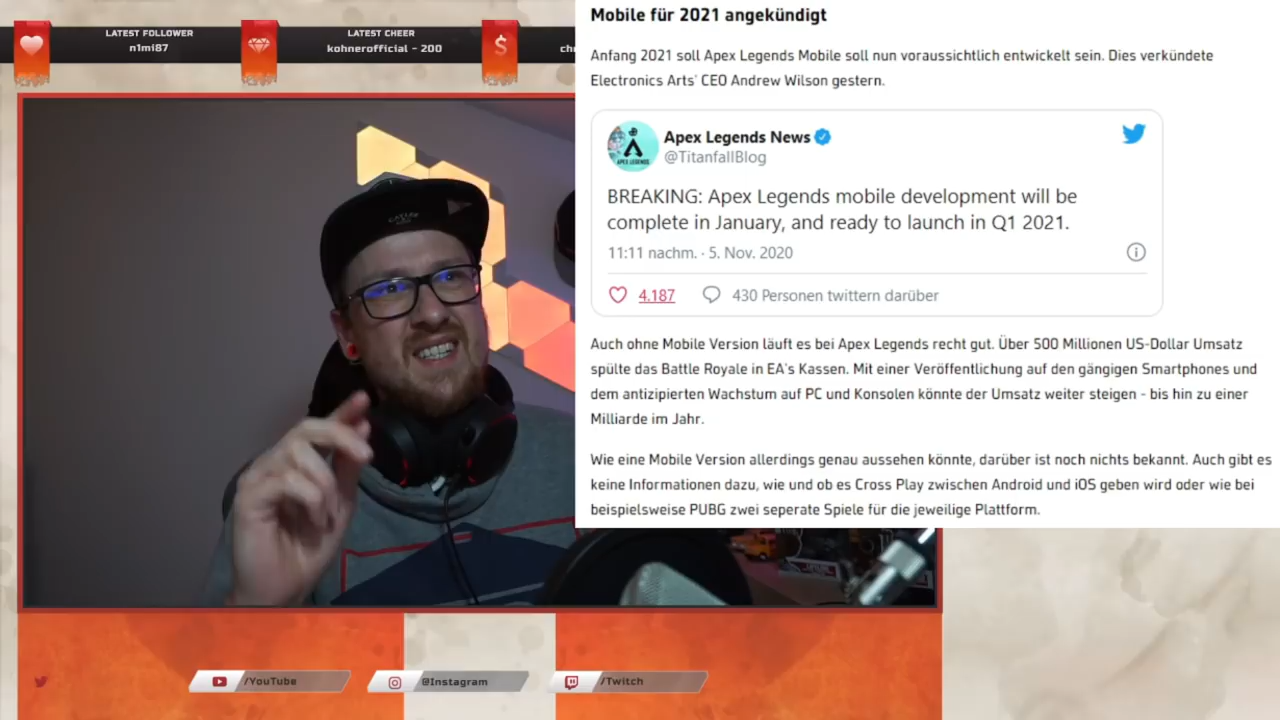 LATEST FOLLOWER
n1mi87
LATEST CHEER
kohnerofficial - 200
$
Mobile für 2021 angekündigt
Anfang 2021 soll Apex Legends Mobile soll nun voraussichtlich entwickelt sein. Dies verkündete
Electronics Arts' CEO Andrew Wilson gestern.
APEX LEGENDS
Apex Legends News
@TitanfallBlog
BREAKING: Apex Legends mobile development will be
complete in January, and ready to launch in Q1 2021.
11:11 nachm. · 5. Nov. 2020
4.187
430 Personen twittern darüber
Auch ohne Mobile Version läuft es bei Apex Legends recht gut. Über 500 Millionen US-Dollar Umsatz
spülte das Battle Royale in EA's Kassen. Mit einer Veröffentlichung auf den gängigen Smartphones und
dem antizipierten Wachstum auf PC und Konsolen könnte der Umsatz weiter steigen - bis hin zu einer
Milliarde im Jahr.
Wie eine Mobile Version allerdings genau aussehen könnte, darüber ist noch nichts bekannt. Auch gibt es
keine Informationen dazu, wie und ob es Cross Play zwischen Android und iOS geben wird oder wie bei
beispielsweise PUBG zwei seperate Spiele für die jeweilige Plattform.
/YouTube
@Instagram
/Twitch